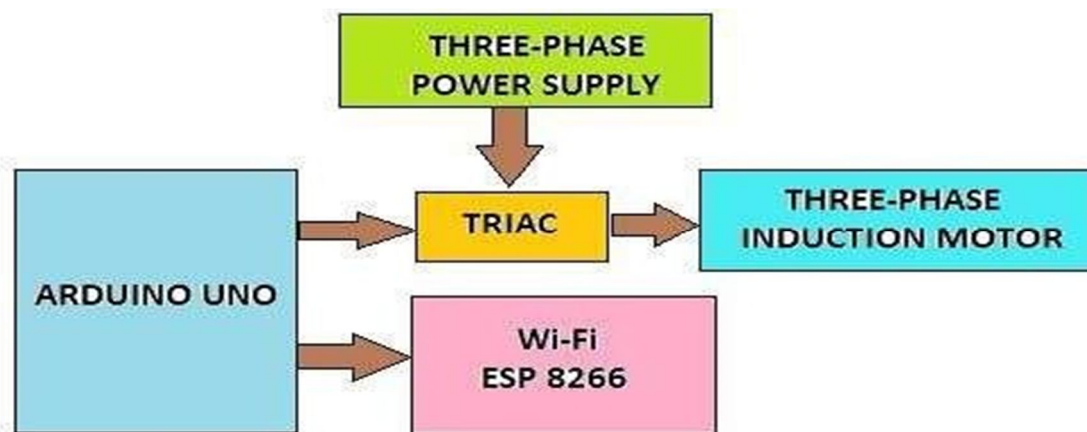 THREE-PHASE
POWER SUPPLY
TRIAC
THREE-PHASE
INDUCTION MOTOR
ARDUINO UNO
Wi-Fi
ESP 8266